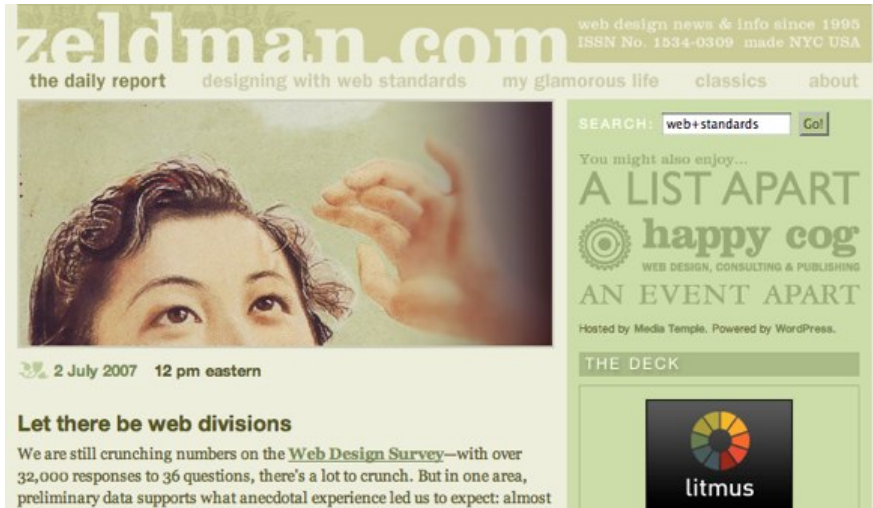 zeldman.com
web design news & info since 1995
ISSN No. 1534-0309 made NYC USA
the daily report designing with web standards my glamorous life classics about
SEARCH: web+standards Go!
You might also enjoy...
A LIST APART
happy cog
WEB DESIGN, CONSULTING & PUBLISHING
AN EVENT APART
Hosted by Media Temple. Powered by WordPress.
THE DECK
litmus
2 July 2007 12 pm eastern
Let there be web divisions
We are still crunching numbers on the Web Design Survey—with over
32,000 responses to 36 questions, there's a lot to crunch. But in one area,
preliminary data supports what anecdotal experience led us to expect: almost